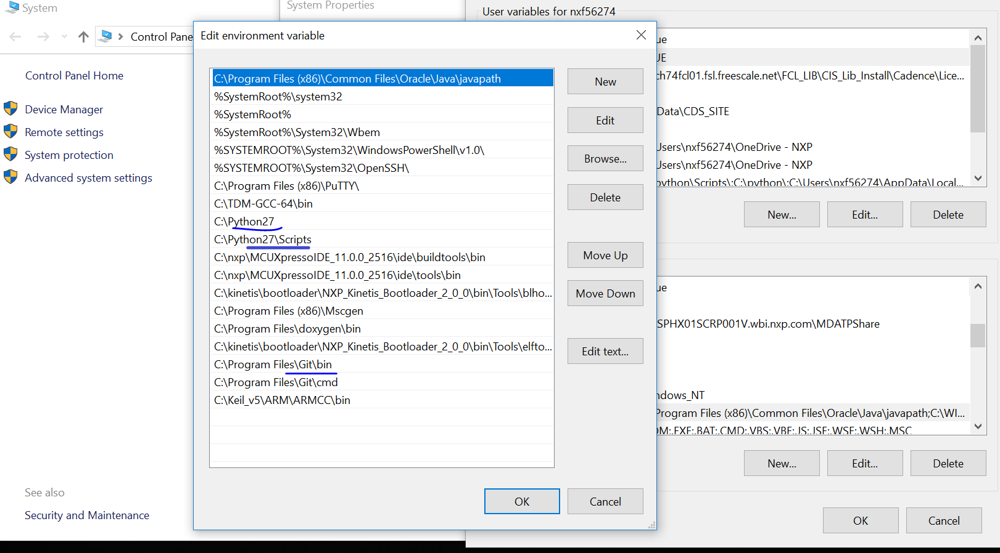 System
System Properties
Control Pane
Control Panel Home
Device Manager
Remote settings
System protection
Advanced system settings
See also
Security and Maintenance
Edit environment variable
C:\Program Files (x86)\Common Files\Oracle\Java\javapath
%SystemRoot%\system32
%SystemRoot%
%SystemRoot%\System32\Wbem
%SYSTEMROOT%\System32\WindowsPowerShell\v1.0\
%SYSTEMROOT%\System32\OpenSSH\
C:\Program Files (x86)\PuTTY\
C:\TDM-GCC-64\bin
C:\Python27
C:\Python27\Scripts
C:\nxp\MCUXpressoIDE_11.0.0_2516\ide\buildtools\bin
C:\nxp\MCUXpressoIDE_11.0.0_2516\ide\tools\bin
C:\kinetis\bootloader\NXP_Kinetis_Bootloader_2_0_0\bin\Tools\blho...
C:\Program Files (x86)\Mscgen
C:\Program Files\doxygen\bin
C:\kinetis\bootloader\NXP_Kinetis_Bootloader_2_0_0\bin\Tools\elfto...
C:\Program Files\Git\bin
C:\Program Files\Git\cmd
C:\Keil_v5\ARM\ARMCC\bin
New
Edit
Browse...
Delete
Move Up
Move Down
Edit text...
OK
Cancel
User variables for nxf56274
ue
UE
ch74fcl01.fsl.freescale.net\FCL_LIB\CIS_Lib_Install\Cadence\Lice...
Data\CDS_SITE
Users\nxf56274\OneDrive - NXP
Users\nxf56274\OneDrive - NXP
python\Scripts\;C:\python\;C:\Users\nxf56274\AppData\Local...
New...
Edit...
Delete
ue
SPHX01SCRP001V.wbi.nxp.com\MDATPShare
ndows_NT
Program Files (x86)\Common Files\Oracle\Java\javapath;C:\WI...
OM;.EXE;.BAT;.CMD;.VBS;.VBE;.JS;.JSE;.WSF;.WSH;.MSC
New...
Edit...
Delete
OK
Cancel